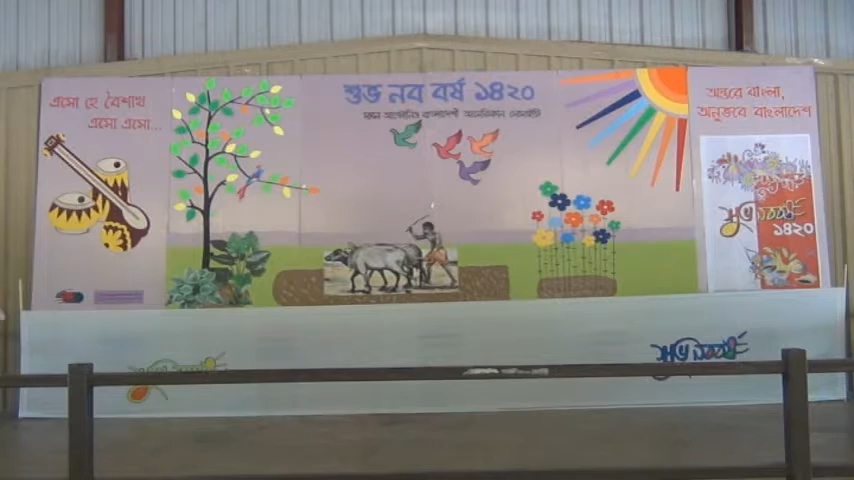 এসো হে বৈশাখ
এসো এসো...
শুভ নব বর্ষ ১৪২০
অন্তরে বাংলা,
অনুভবে বাংলাদেশ
শুভ নববর্ষ
১৪২০
শুভ নববর্ষ